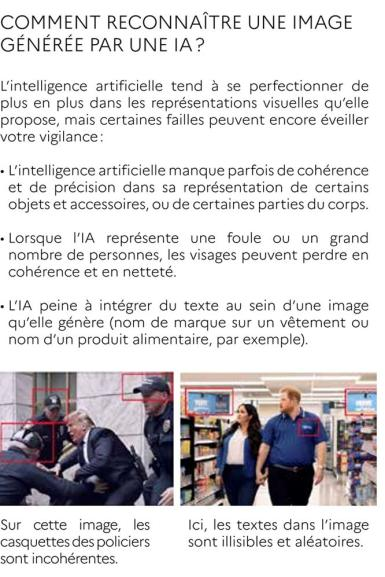 COMMENT RECONNAÎTRE UNE IMAGE
GÉNÉRÉE PAR UNE IA ?
L’intelligence artificielle tend à se perfectionner de
plus en plus dans les représentations visuelles qu’elle
propose, mais certaines failles peuvent encore éveiller
votre vigilance :
• L’intelligence artificielle manque parfois de cohérence
et de précision dans sa représentation de certains
objets et accessoires, ou de certaines parties du corps.
• Lorsque l’IA représente une foule ou un grand
nombre de personnes, les visages peuvent perdre en
cohérence et en netteté.
• L’IA peine à intégrer du texte au sein d’une image
qu’elle génère (nom de marque sur un vêtement ou
nom d’un produit alimentaire, par exemple).
Sur cette image, les
casquettes des policiers
sont incohérentes.
Ici, les textes dans l’image
sont illisibles et aléatoires.